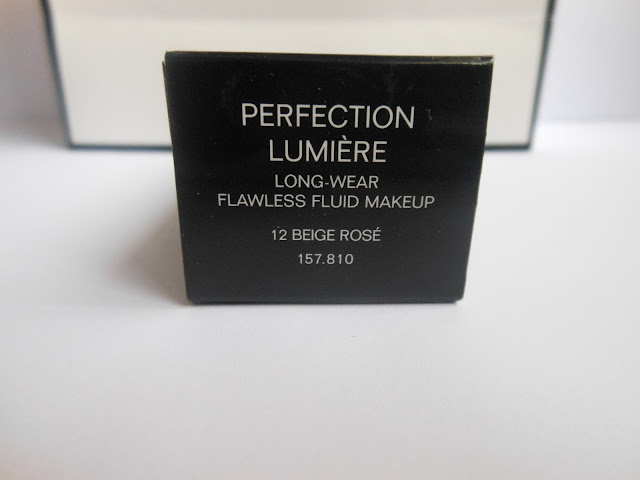 PERFECTION
LUMIÈRE
LONG-WEAR
FLAWLESS FLUID MAKEUP
12 BEIGE ROSÉ
157.810